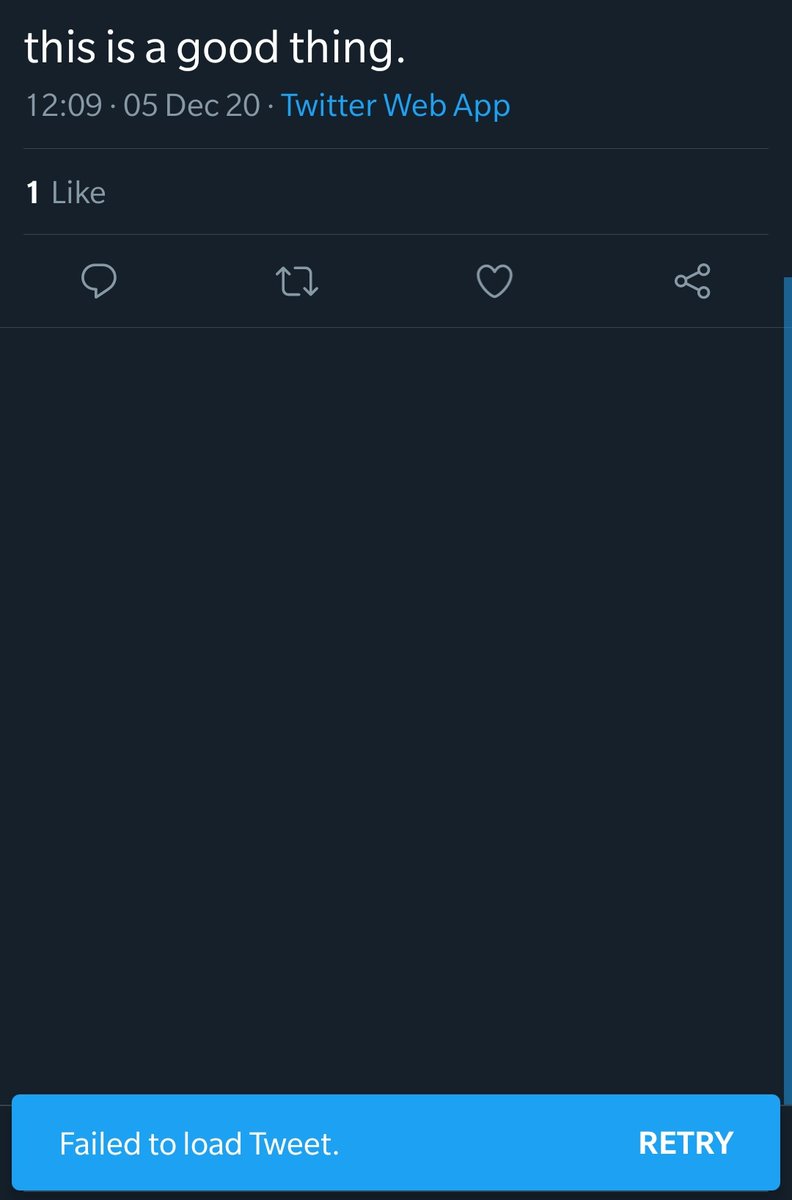 this is a good thing.
12:09 · 05 Dec 20 · Twitter Web App
1 Like
Failed to load Tweet. RETRY